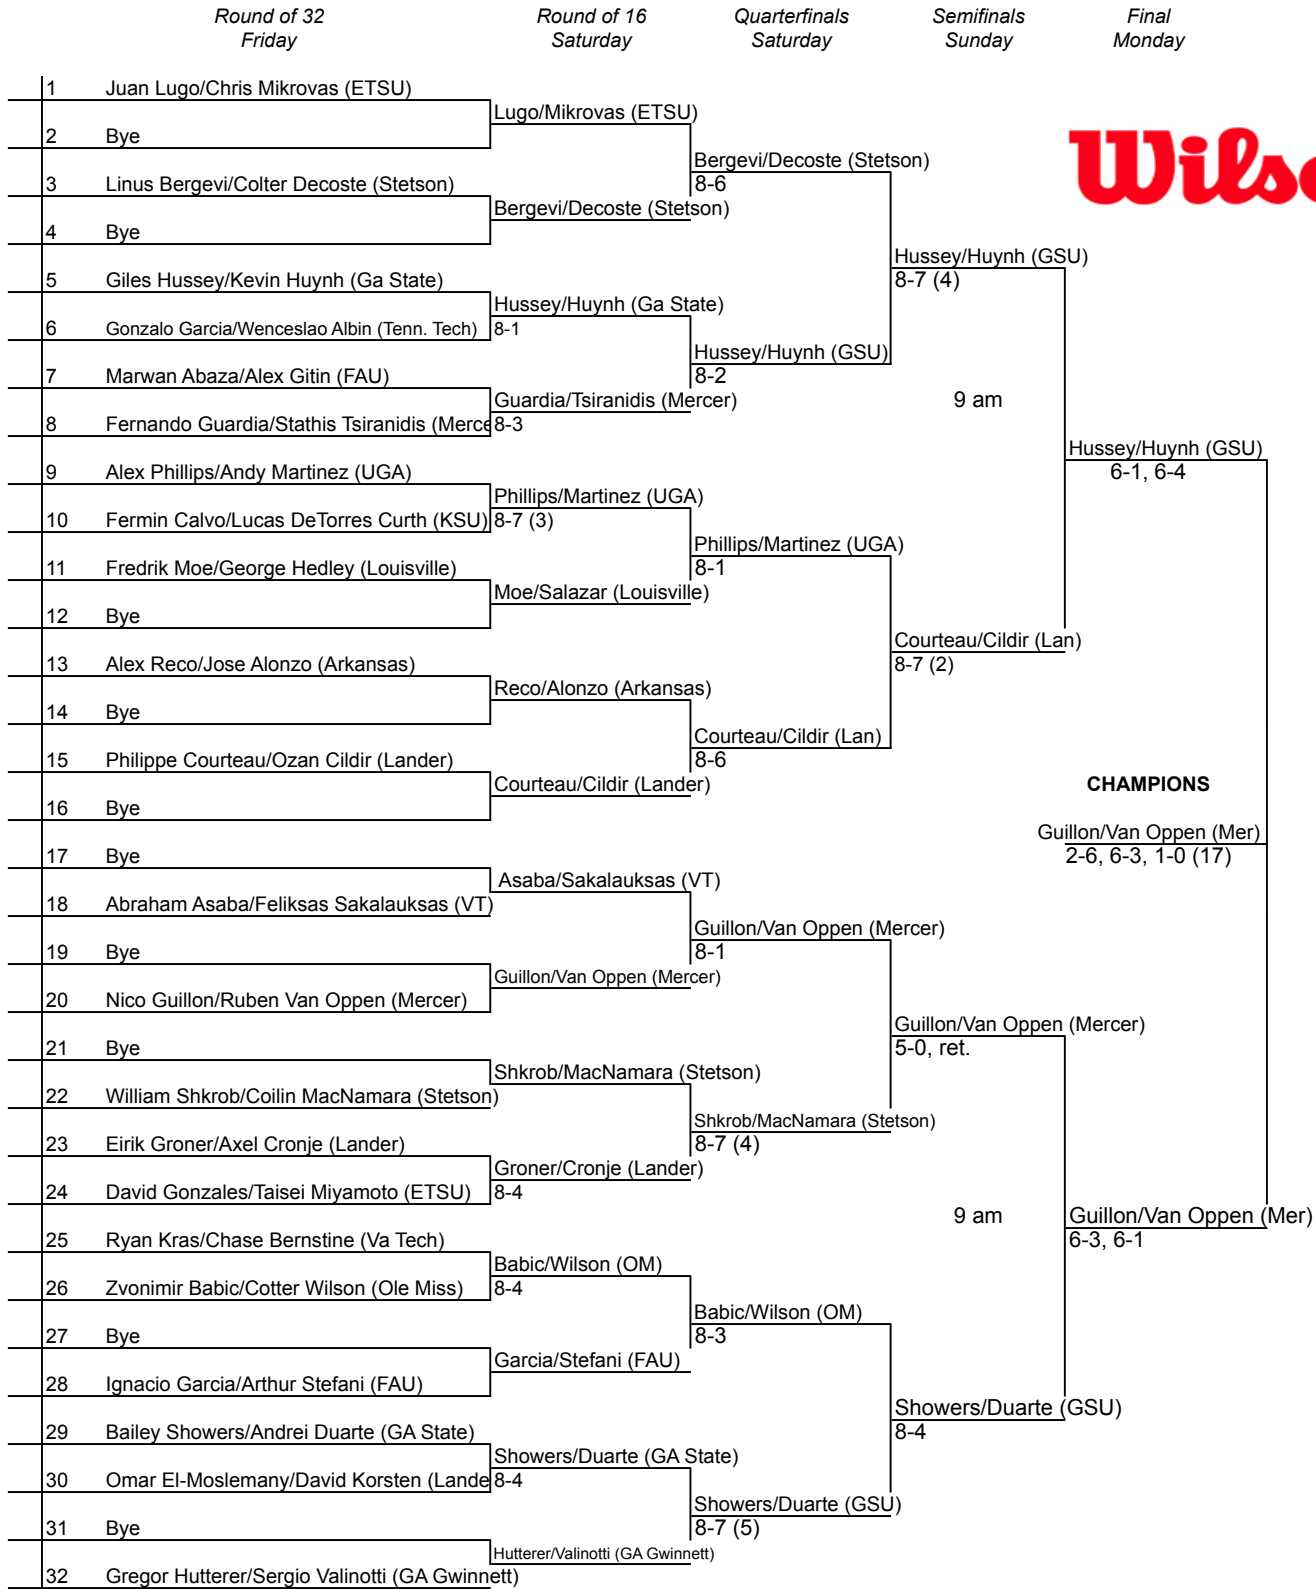 Round of 32 Round of 16 Quarterfinals Semifinals Final
Friday Saturday Saturday Sunday Monday
1 Juan Lugo/Chris Mikrovas (ETSU)
Lugo/Mikrovas (ETSU)
2 Bye
Bergevi/Decoste (Stetson)
3 Linus Bergevi/Colter Decoste (Stetson) 8-6
Bergevi/Decoste (Stetson)
4 Bye
Hussey/Huynh (GSU)
5 Giles Hussey/Kevin Huynh (Ga State) 8-7 (4)
Hussey/Huynh (Ga State)
6 Gonzalo Garcia/Wenceslao Albin (Tenn. Tech) 8-1
Hussey/Huynh (GSU)
7 Marwan Abaza/Alex Gitin (FAU) 8-2
Guardia/Tsiranidis (Mercer) 9 am
8 Fernando Guardia/Stathis Tsiranidis (Merce 8-3
Hussey/Huynh (GSU)
9 Alex Phillips/Andy Martinez (UGA) 6-1, 6-4
Phillips/Martinez (UGA)
10 Fermin Calvo/Lucas DeTorres Curth (KSU) 8-7 (3)
Phillips/Martinez (UGA)
11 Fredrik Moe/George Hedley (Louisville) 8-1
Moe/Salazar (Louisville)
12 Bye
Courteau/Cildir (Lan)
13 Alex Reco/Jose Alonzo (Arkansas) 8-7 (2)
Reco/Alonzo (Arkansas)
14 Bye
Courteau/Cildir (Lan)
15 Philippe Courteau/Ozan Cildir (Lander) 8-6
Courteau/Cildir (Lander) CHAMPIONS
16 Bye
Guillon/Van Oppen (Mer)
17 Bye 2-6, 6-3, 1-0 (17)
Asaba/Sakalauksas (VT)
18 Abraham Asaba/Feliksas Sakalauksas (VT)
Guillon/Van Oppen (Mercer)
19 Bye 8-1
Guillon/Van Oppen (Mercer)
20 Nico Guillon/Ruben Van Oppen (Mercer)
Guillon/Van Oppen (Mercer)
21 Bye 5-0, ret.
Shkrob/MacNamara (Stetson)
22 William Shkrob/Coilin MacNamara (Stetson)
Shkrob/MacNamara (Stetson)
23 Eirik Groner/Axel Cronje (Lander) 8-7 (4)
Groner/Cronje (Lander)
24 David Gonzales/Taisei Miyamoto (ETSU) 8-4
9 am Guillon/Van Oppen (Mer)
25 Ryan Kras/Chase Bernstine (Va Tech) 6-3, 6-1
Babic/Wilson (OM)
26 Zvonimir Babic/Cotter Wilson (Ole Miss) 8-4
Babic/Wilson (OM)
27 Bye 8-3
Garcia/Stefani (FAU)
28 Ignacio Garcia/Arthur Stefani (FAU)
Showers/Duarte (GSU)
29 Bailey Showers/Andrei Duarte (GA State) 8-4
Showers/Duarte (GA State)
30 Omar El-Moslemany/David Korsten (Lande 8-4
Showers/Duarte (GSU)
31 Bye 8-7 (5)
Hutterer/Valinotti (GA Gwinnett)
32 Gregor Hutterer/Sergio Valinotti (GA Gwinnett)